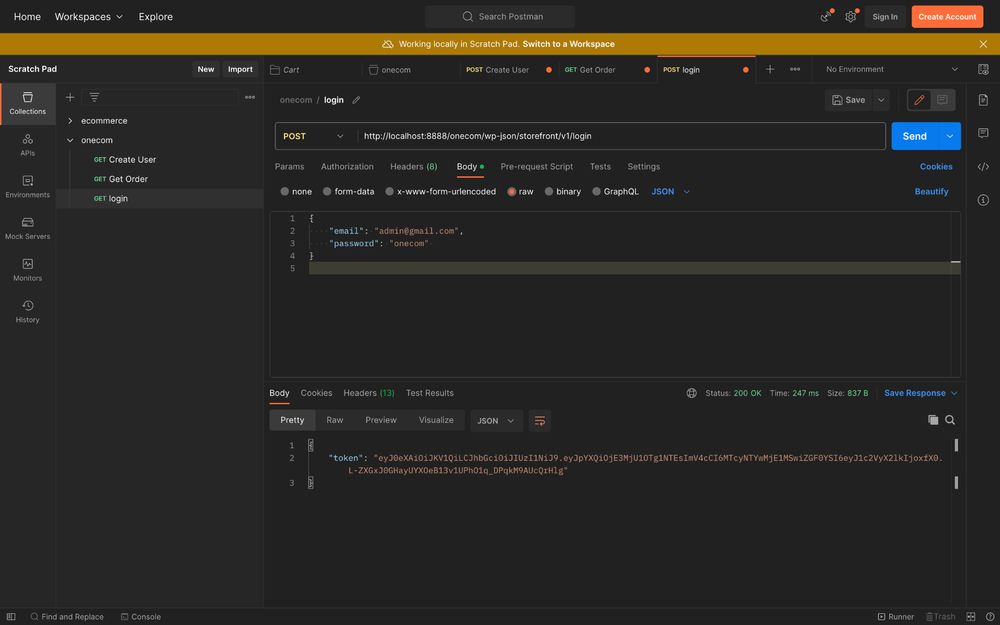 Home Workspaces Explore Search Postman Sign In Create Account
Working locally in Scratch Pad. Switch to a Workspace
Scratch Pad New Import Cart onecom POST Create User GET Get Order POST login No Environment
Collections
APIs
Environments
Mock Servers
Monitors
History
ecommerce
onecom
GET Create User
GET Get Order
GET login
onecom / login Save
POST http://localhost:8888/onecom/wp-json/storefront/v1/login Send
Params Authorization Headers (8) Body Pre-request Script Tests Settings Cookies
none form-data x-www-form-urlencoded raw binary GraphQL JSON Beautify
1 {
2 "email": "admin@gmail.com",
3 "password": "onecom"
4 }
5
Body Cookies Headers (13) Test Results Status: 200 OK Time: 247 ms Size: 837 B Save Response
Pretty Raw Preview Visualize JSON
1 {
2 "token": "eyJ0eXAiOiJKV1QiLCJhbGciOiJIUzI1NiJ9.eyJpYXQiOjE3MjU1OTg1NTEsImV4cCI6MTcyNTYwMjE1MSwiZGF0YSI6eyJ1c2VyX2lkIjoxfX0.
L-ZXGxJ0GHayUYXOeB13v1UPhO1q_DPqkM9AUcQrHlg"
3 }
Find and Replace Console Runner Trash